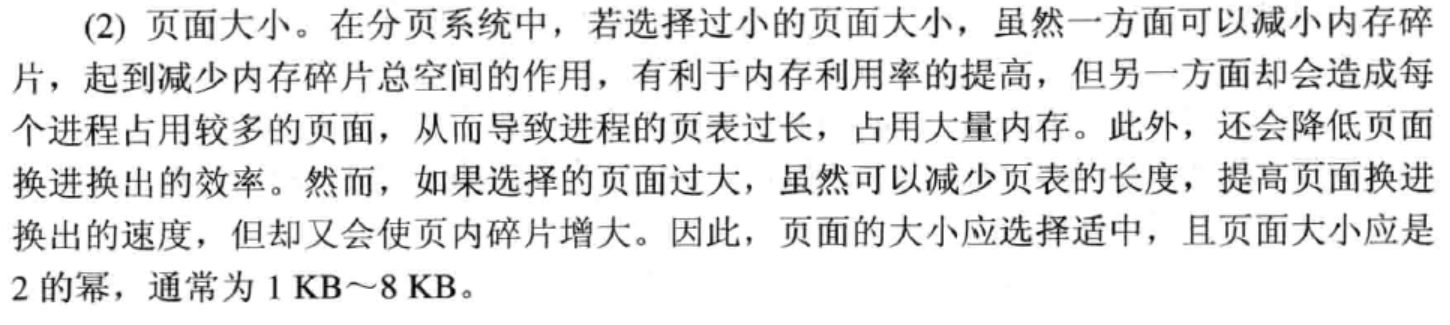 (2) 页面大小。在分页系统中，若选择过小的页面大小，虽然一方面可以减小内存碎
片，起到减少内存碎片总空间的作用，有利于内存利用率的提高，但另一方面却会造成每
个进程占用较多的页面，从而导致进程的页表过长，占用大量内存。此外，还会降低页面
换进换出的效率。然而，如果选择的页面过大，虽然可以减少页表的长度，提高页面换进
换出的速度，但却又会使页内碎片增大。因此，页面的大小应选择适中，且页面大小应是
2 的幂，通常为 1 KB～8 KB。